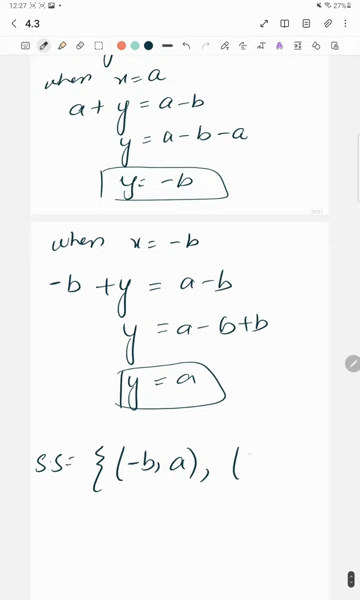 12:27
27%
4.3
when x = a
a + y = a - b
y = a - b - a
y = -b
when x = -b
-b + y = a - b
y = a - b + b
y = a
S.S = {(-b, a), (